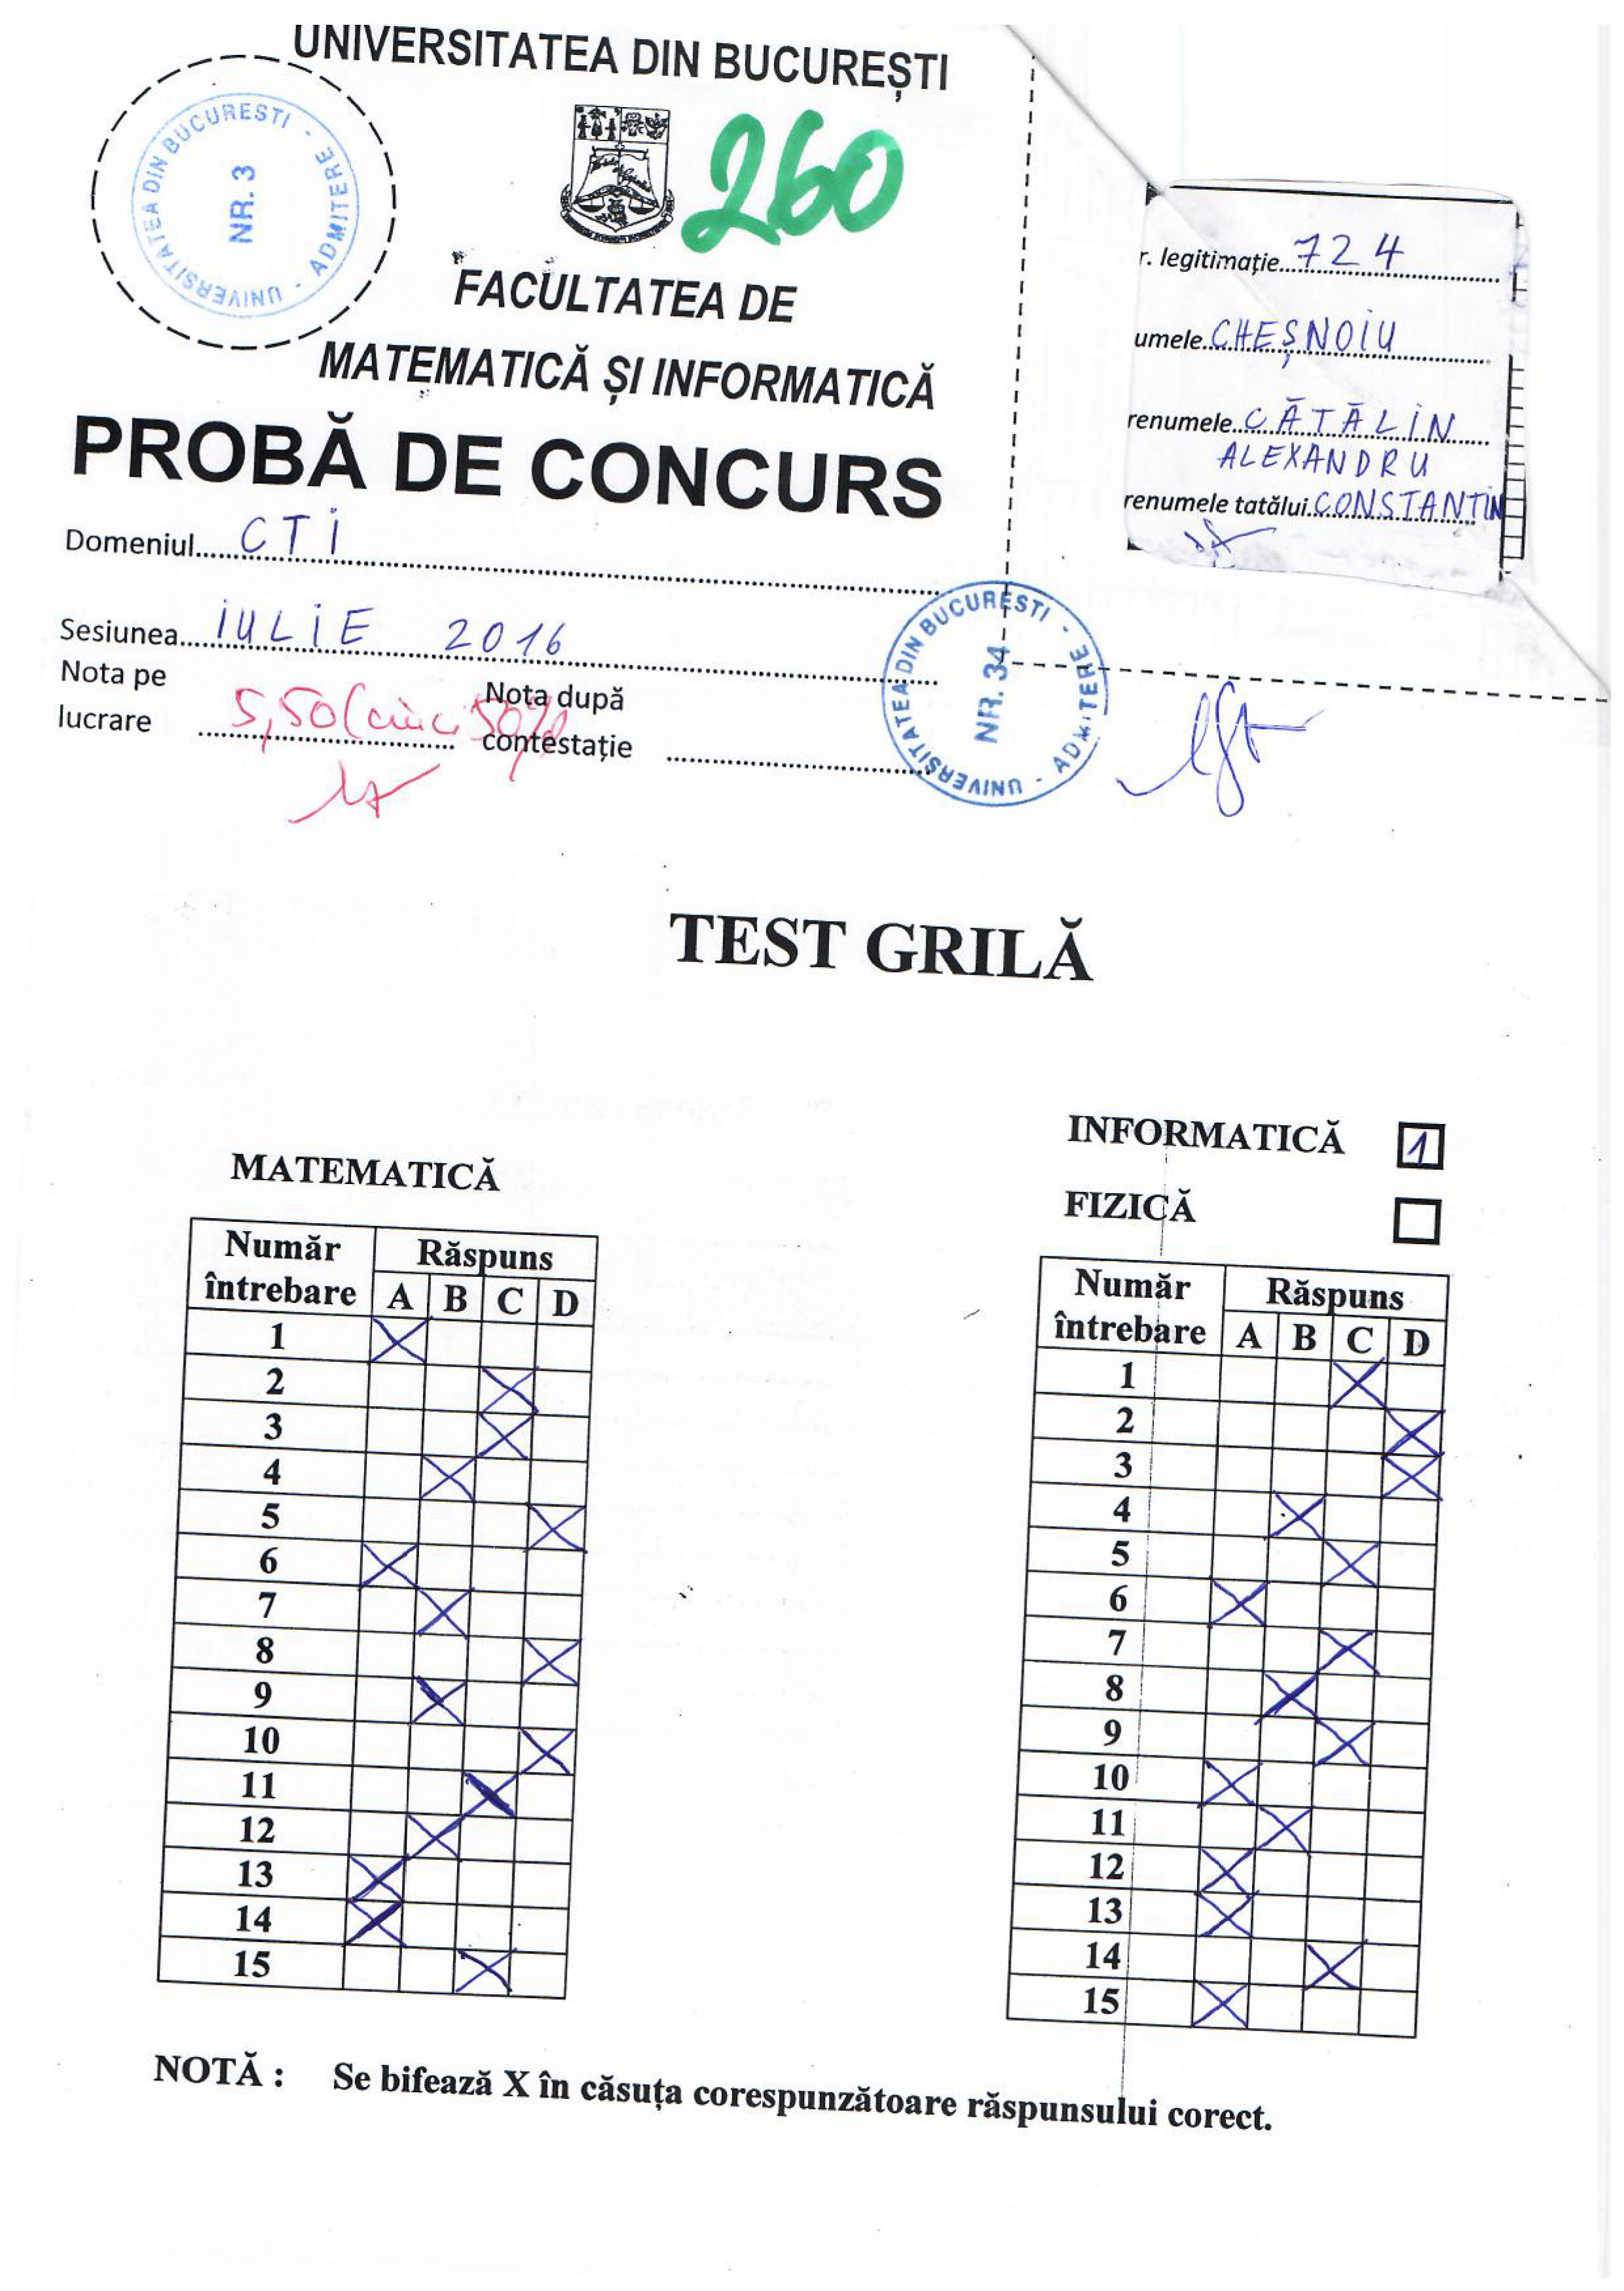 UNIVERSITATEA DIN BUCUREȘTI
UNIVERSITATEA DIN BUCURESTI - ADMITERE -
NR. 3
260
FACULTATEA DE
MATEMATICĂ ȘI INFORMATICĂ
PROBĂ DE CONCURS
Domeniul CTI
Sesiunea IULIE 2016
Nota pe
lucrare 5,50 (cinci 50%
Nota după
contestație
r. legitimație 724
umele CHEȘNOIU
renumele CĂTĂLIN
ALEXANDRU
renumele tatălui CONSTANTIN
UNIVERSITATEA DIN BUCURESTI - ADMITERE -
NR. 34
TEST GRILĂ
MATEMATICĂ
Număr întrebare Răspuns
A B C D
1 X
2 X
3 X
4 X
5 X
6 X
7 X
8 X
9 X
10 X
11 X
12 X
13 X
14 X
15 X
INFORMATICĂ 1
FIZICĂ
Număr întrebare Răspuns
A B C D
1 X
2 X
3 X
4 X
5 X
6 X
7 X
8 X
9 X
10 X
11 X
12 X
13 X
14 X
15 X
NOTĂ : Se bifează X în căsuța corespunzătoare răspunsului corect.